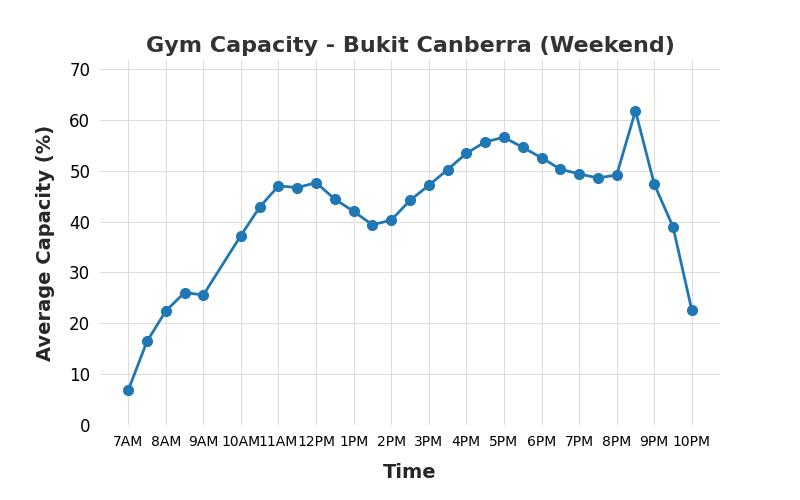 Gym Capacity - Bukit Canberra (Weekend)
70
60
50
40
30
20
10
0
Average Capacity (%)
7AM 8AM 9AM 10AM 11AM 12PM 1PM 2PM 3PM 4PM 5PM 6PM 7PM 8PM 9PM 10PM
Time